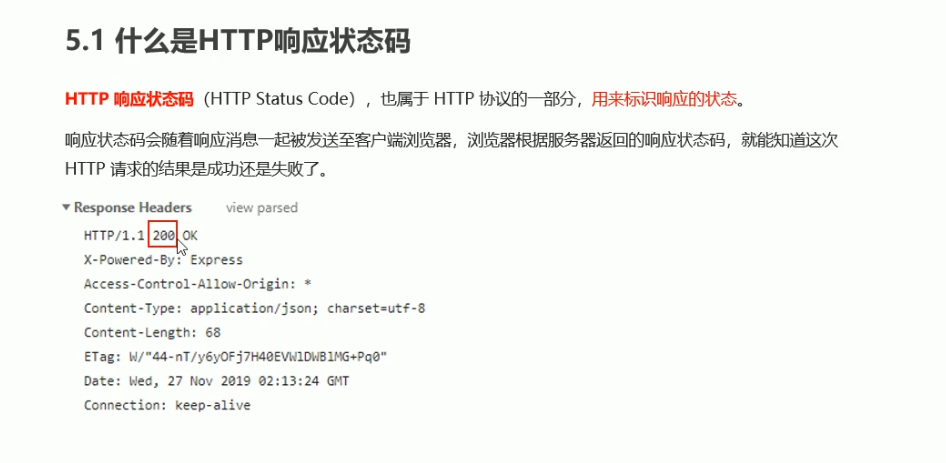 5.1 什么是HTTP响应状态码
HTTP 响应状态码（HTTP Status Code），也属于 HTTP 协议的一部分，用来标识响应的状态。
响应状态码会随着响应消息一起被发送至客户端浏览器，浏览器根据服务器返回的响应状态码，就能知道这次
HTTP 请求的结果是成功还是失败了。
Response Headers view parsed
HTTP/1.1 200 OK
X-Powered-By: Express
Access-Control-Allow-Origin: *
Content-Type: application/json; charset=utf-8
Content-Length: 68
ETag: W/"44-nT/y6yOFj7H40EVWlDWBlMG+Pq0"
Date: Wed, 27 Nov 2019 02:13:24 GMT
Connection: keep-alive